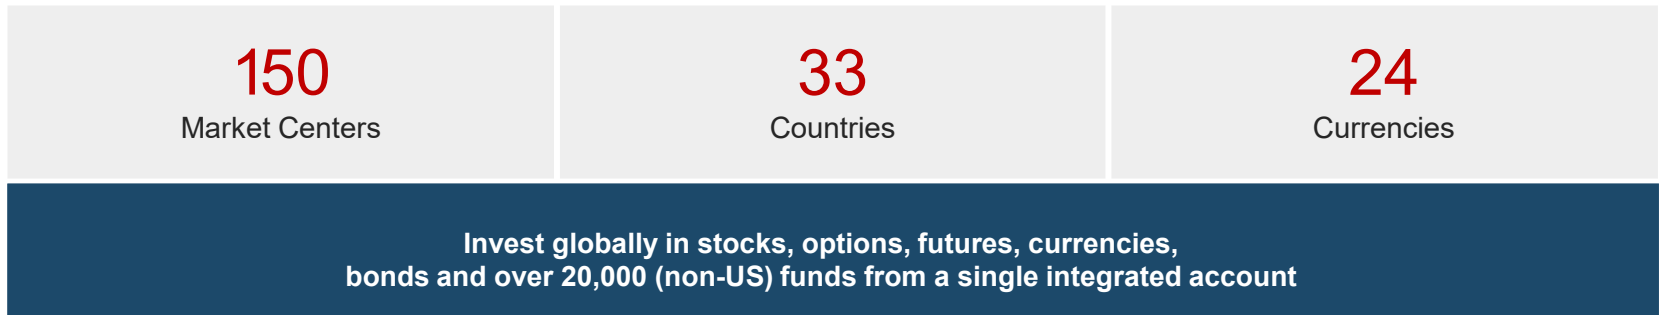 150
Market Centers
33
Countries
24
Currencies
Invest globally in stocks, options, futures, currencies,
bonds and over 20,000 (non-US) funds from a single integrated account